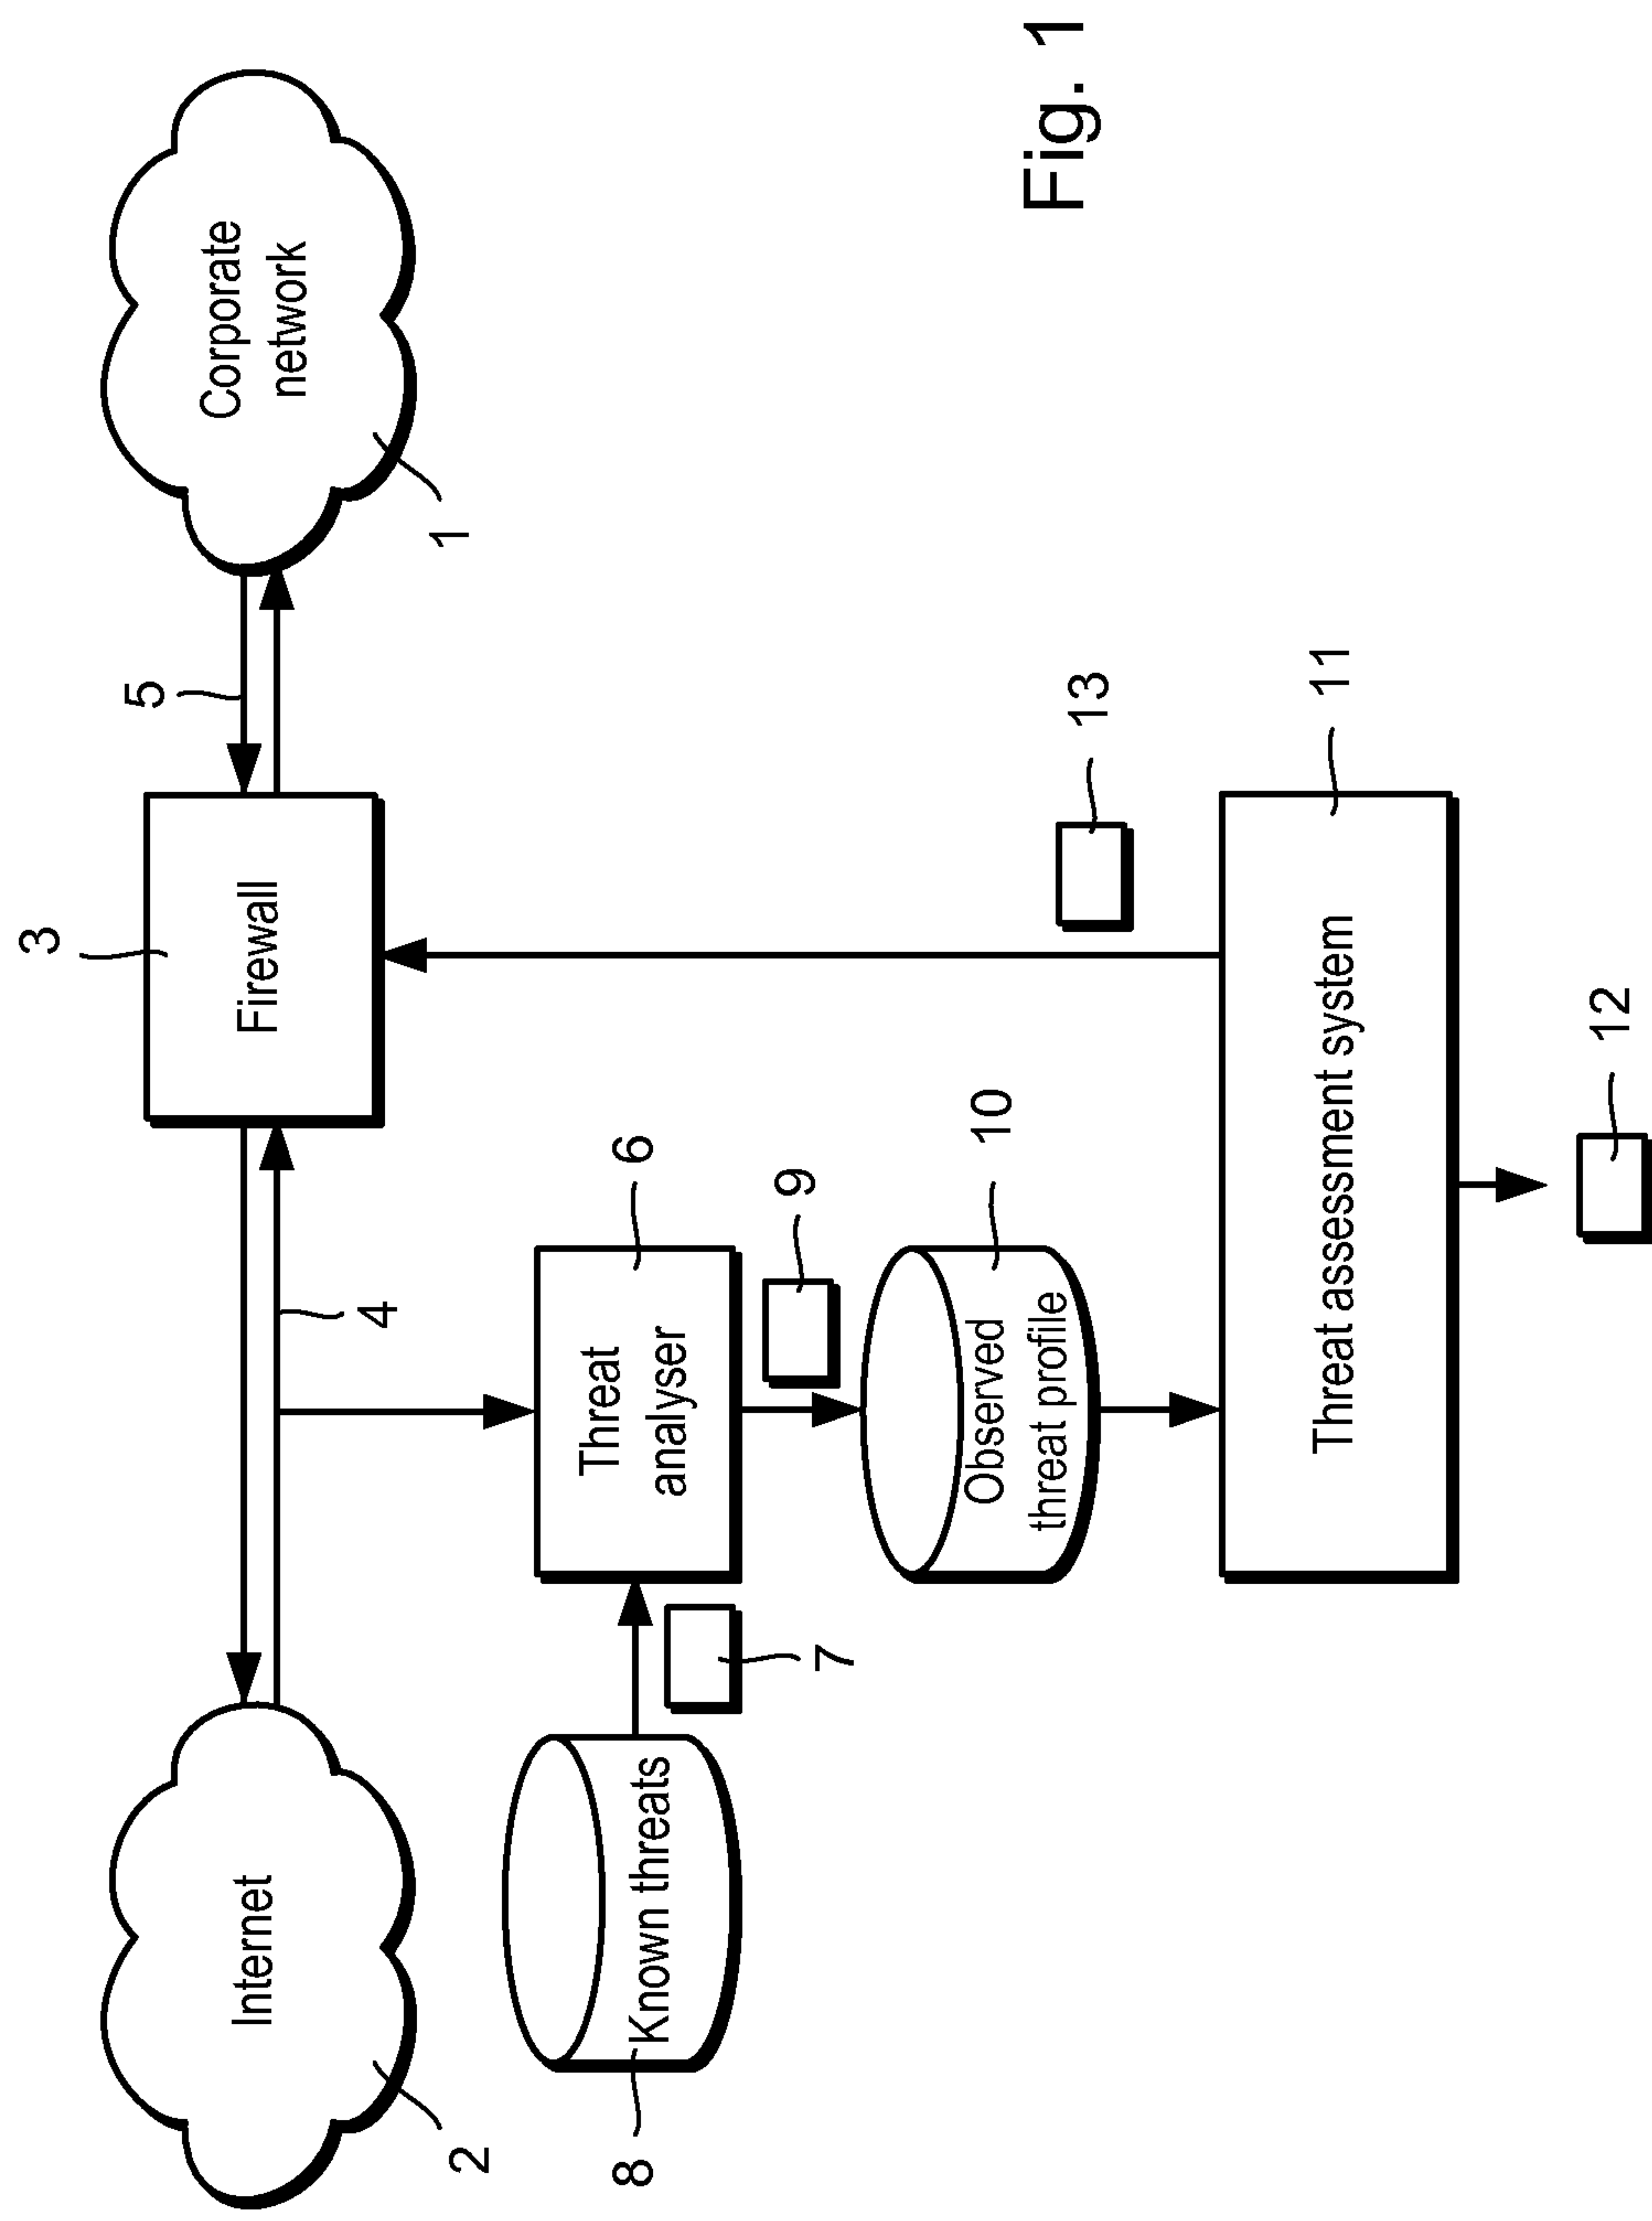 3
5
Internet
Firewall
Corporate
network
4
1
2
Known threats
8
7
Threat
analyser
6
9
Observed
threat profile
10
13
Threat assessment system
11
12
Fig. 1